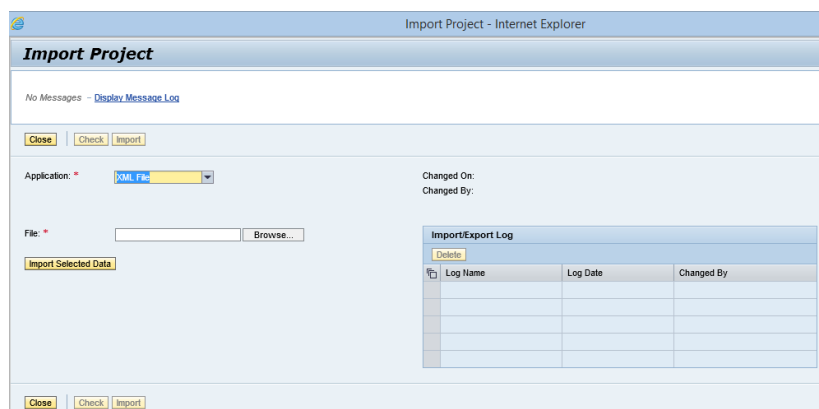 Import Project - Internet Explorer
Import Project
No Messages - Display Message Log
Close Check Import
Application: * XML File
Changed On:
Changed By:
File: * Browse...
Import/Export Log
Import Selected Data
Delete
Log Name Log Date Changed By
Close Check Import